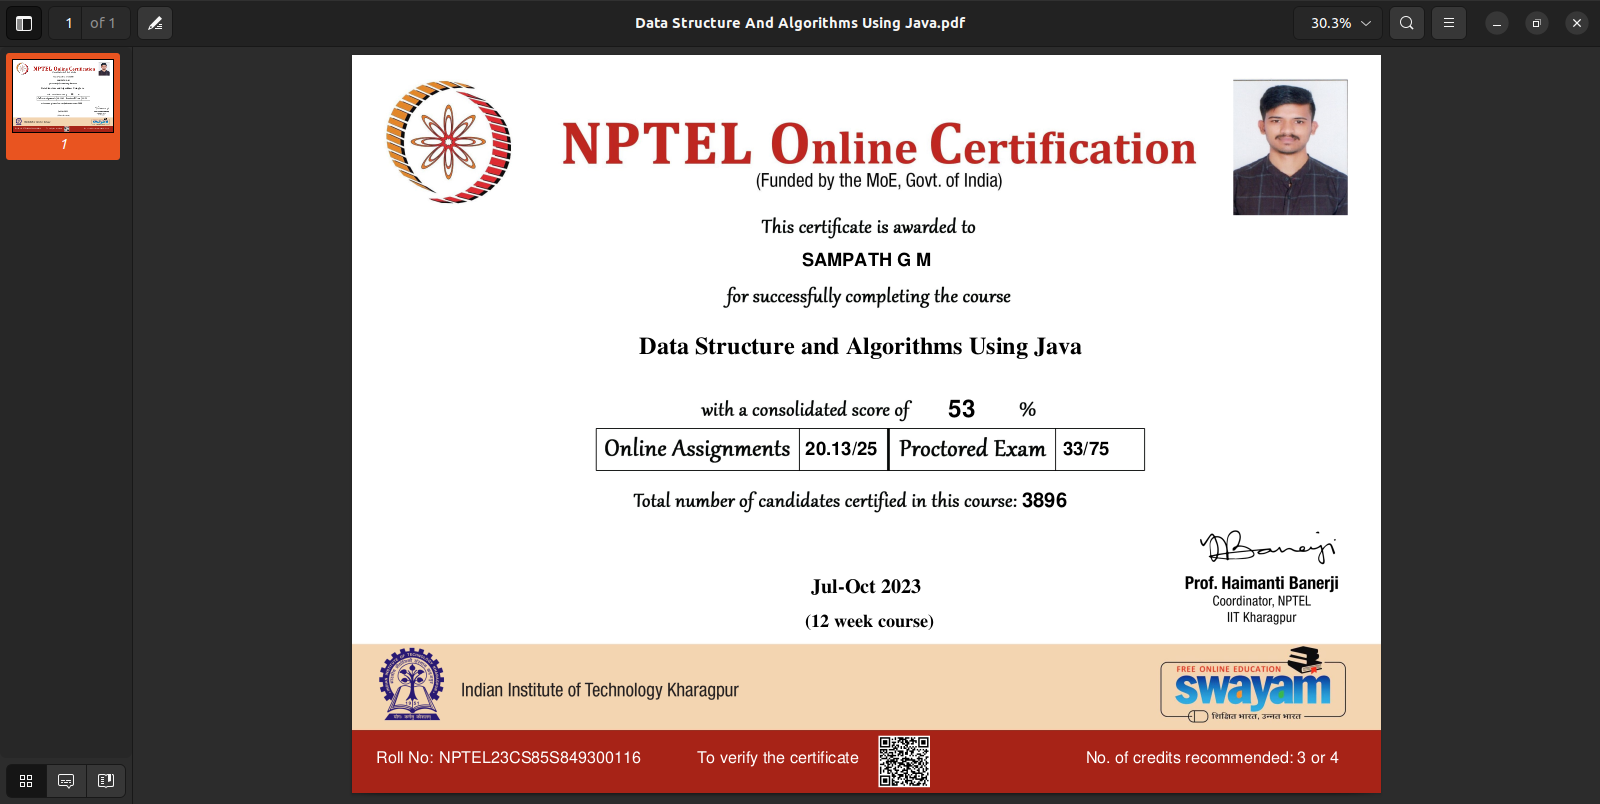 1 of 1
Data Structure And Algorithms Using Java.pdf
30.3%
1
NPTEL Online Certification
(Funded by the MoE, Govt. of India)
This certificate is awarded to
SAMPATH G M
for successfully completing the course
Data Structure and Algorithms Using Java
with a consolidated score of 53 %
Online Assignments 20.13/25 Proctored Exam 33/75
Total number of candidates certified in this course: 3896
Banerji
Prof. Haimanti Banerji
Coordinator, NPTEL
IIT Kharagpur
Jul-Oct 2023
(12 week course)
Indian Institute of Technology Kharagpur
FREE ONLINE EDUCATION
swayam
शिक्षित भारत, उन्नत भारत
Roll No: NPTEL23CS85S849300116
To verify the certificate
No. of credits recommended: 3 or 4